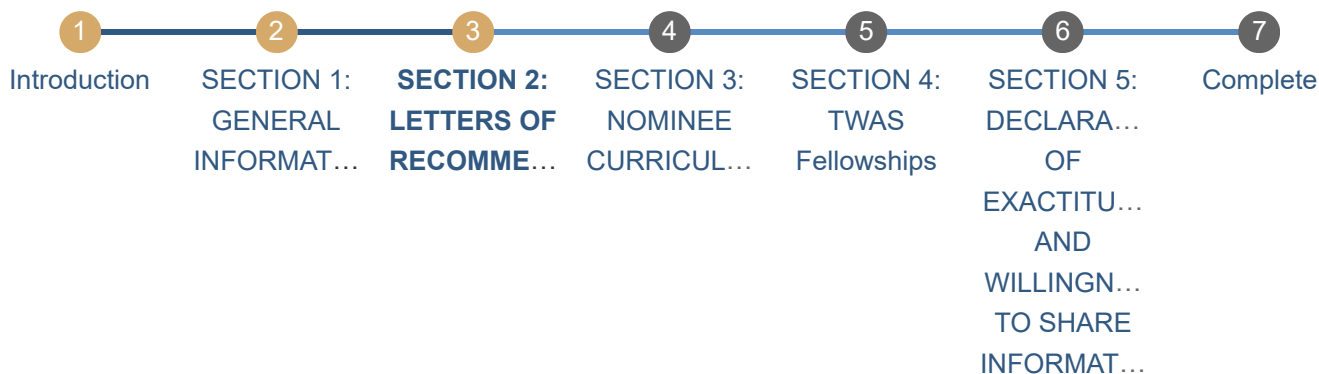 1
2
3
4
5
6
7
Introduction
SECTION 1:
GENERAL
INFORMAT…
SECTION 2:
LETTERS OF
RECOMME…
SECTION 3:
NOMINEE
CURRICUL…
SECTION 4:
TWAS
Fellowships
SECTION 5:
DECLARA…
OF
EXACTITU…
AND
WILLINGN…
TO SHARE
INFORMAT…
Complete